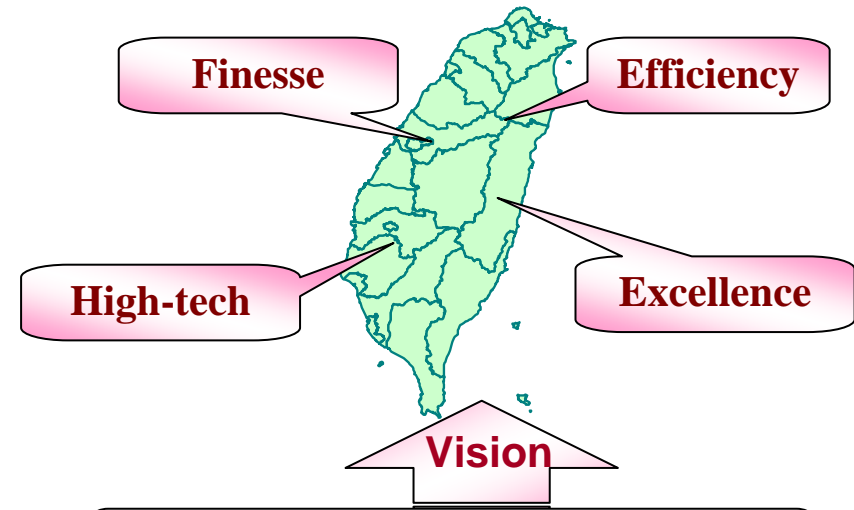 Finesse
Efficiency
High-tech
Excellence
Vision